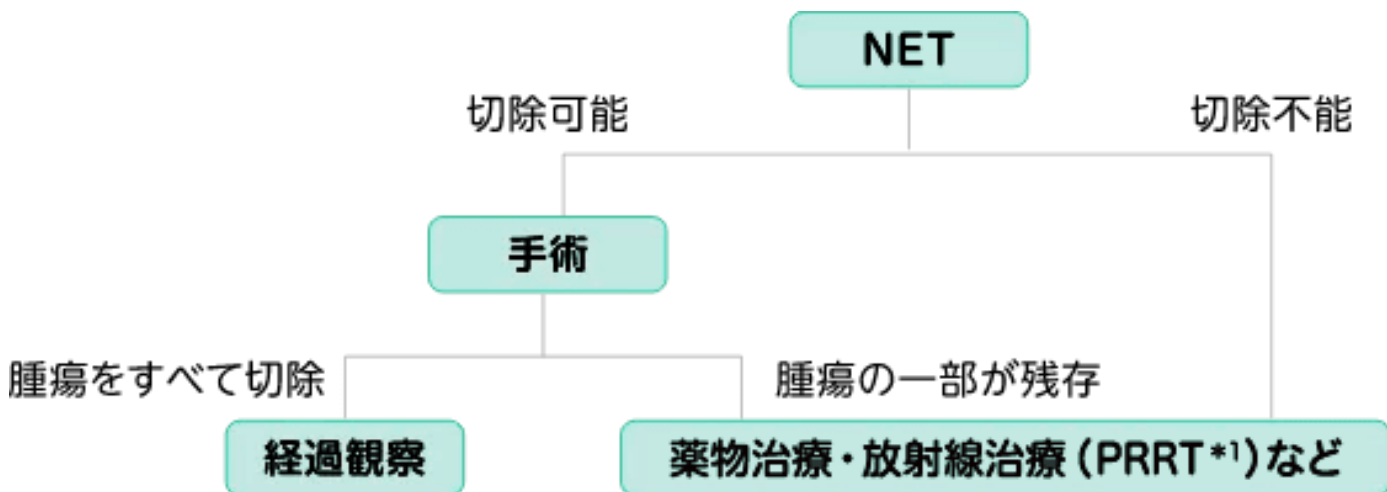 NET
切除可能
切除不能
手術
腫瘍をすべて切除
腫瘍の一部が残存
経過観察
薬物治療・放射線治療(PRRT*1)など